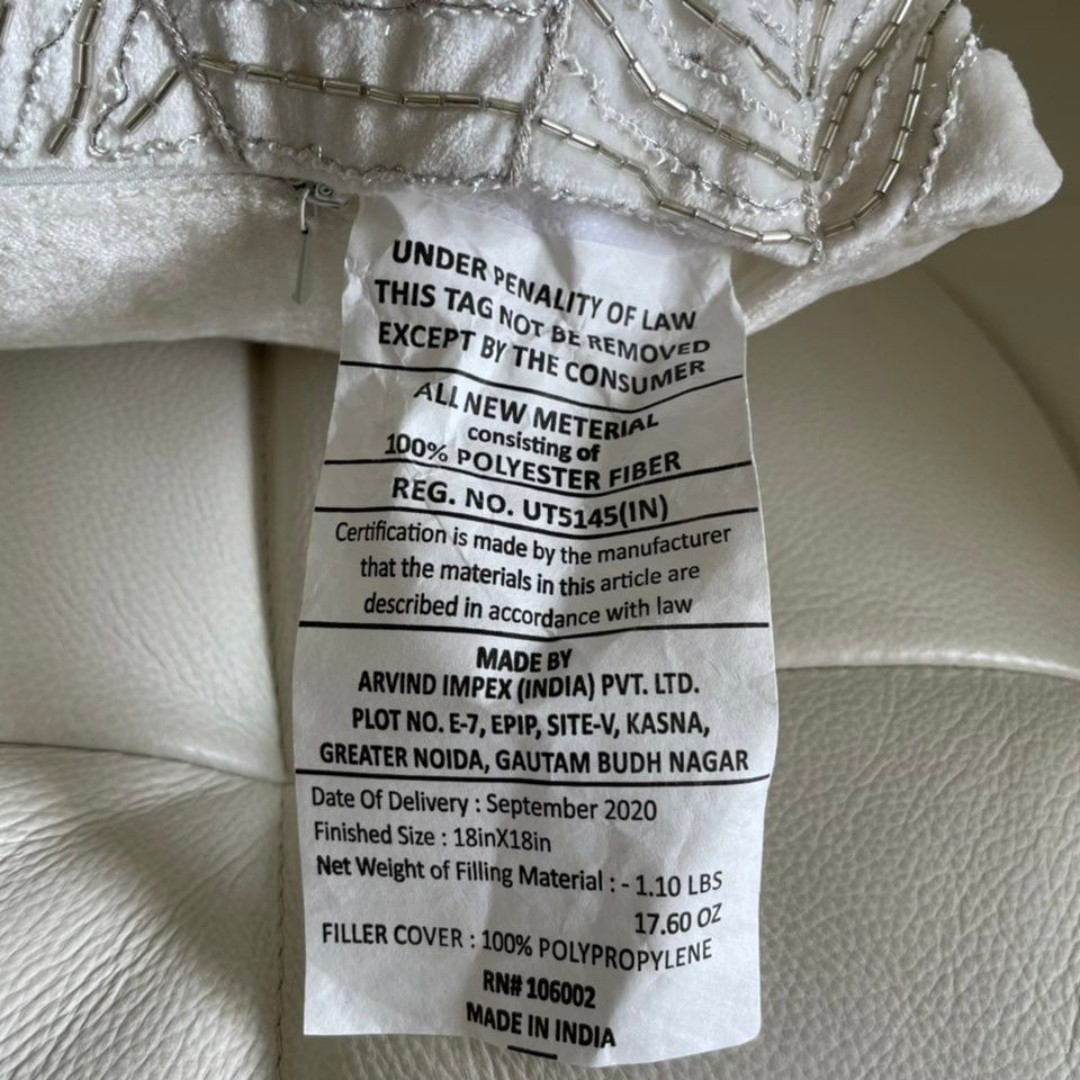 UNDER PENALITY OF LAW
THIS TAG NOT BE REMOVED
EXCEPT BY THE CONSUMER
ALL NEW METERIAL
consisting of
100% POLYESTER FIBER
REG. NO. UT5145(IN)
Certification is made by the manufacturer
that the materials in this article are
described in accordance with law
MADE BY
ARVIND IMPEX (INDIA) PVT. LTD.
PLOT NO. E-7, EPIP, SITE-V, KASNA,
GREATER NOIDA, GAUTAM BUDH NAGAR
Date Of Delivery : September 2020
Finished Size : 18inX18in
Net Weight of Filling Material : - 1.10 LBS
17.60 OZ
FILLER COVER : 100% POLYPROPYLENE
RN# 106002
MADE IN INDIA